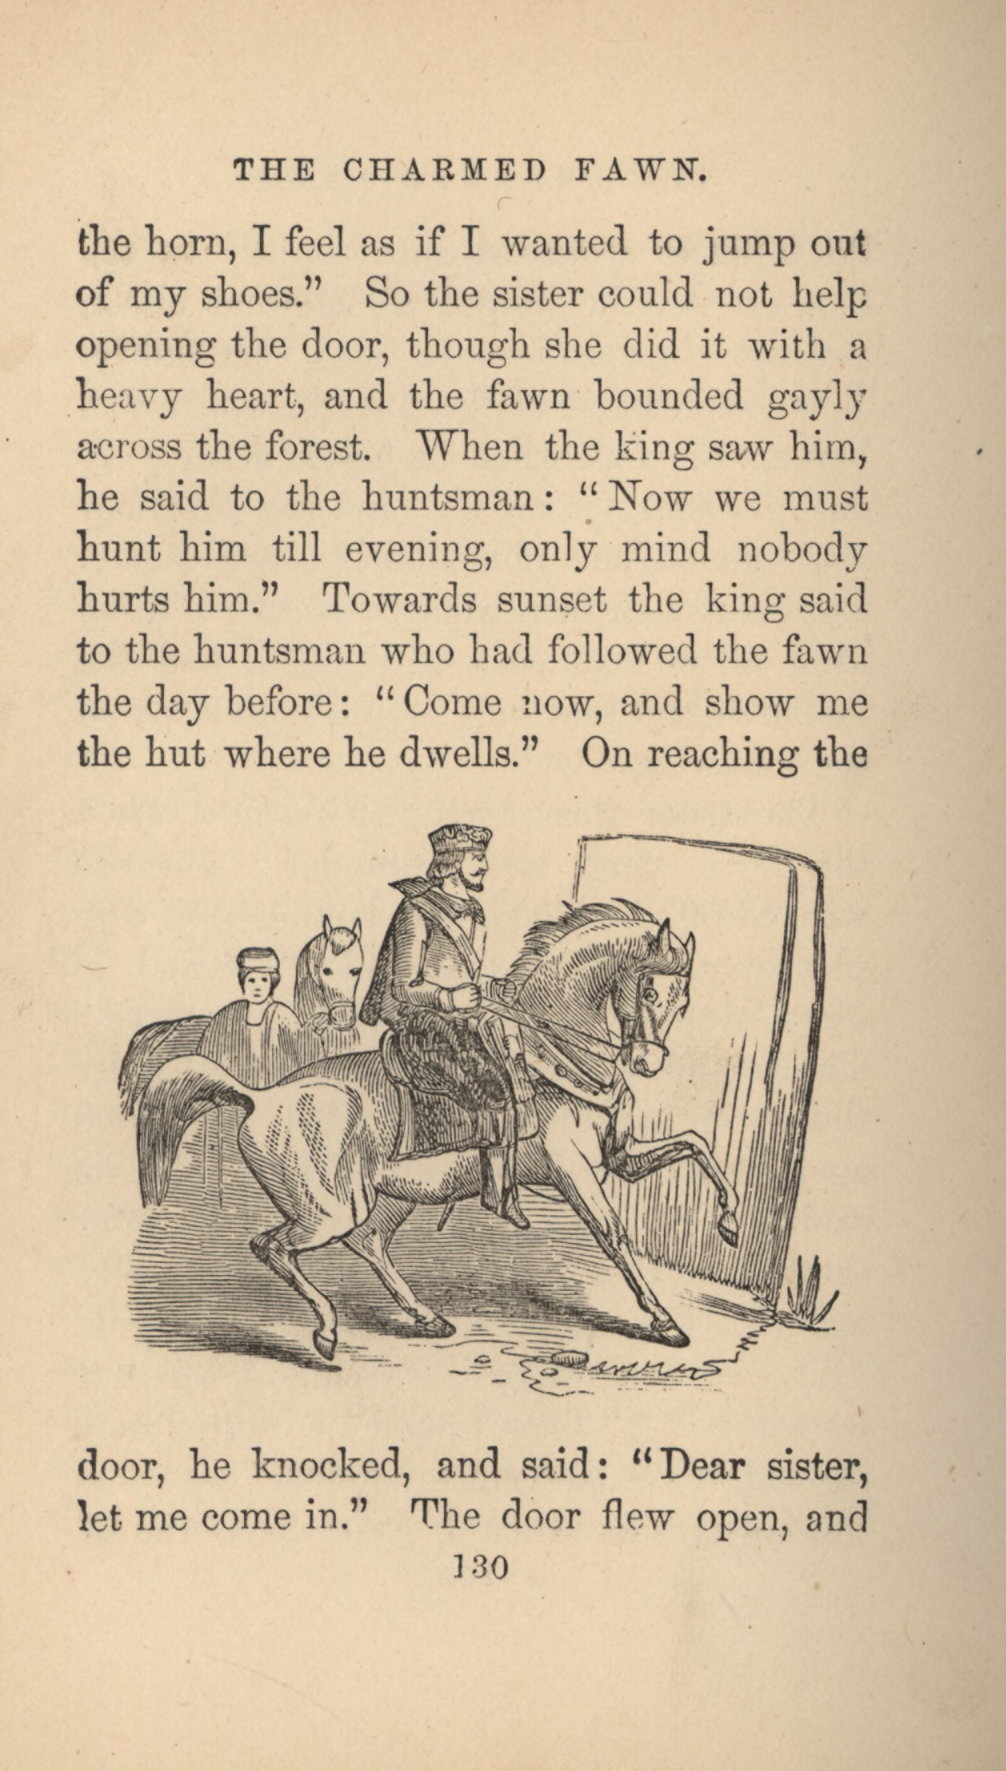 THE CHARMED FAWN.
the horn, I feel as if I wanted to jump out
of my shoes.” So the sister could not help
opening the door, though she did it with a
heavy heart, and the fawn bounded gayly
across the forest. When the king saw him,
he said to the huntsman: “Now we must
hunt him till evening, only mind nobody
hurts him.” Towards sunset the king said
to the huntsman who had followed the fawn
the day before: “Come now, and show me
the hut where he dwells.” On reaching the
door, he knocked, and said: “Dear sister,
let me come in.” The door flew open, and
130